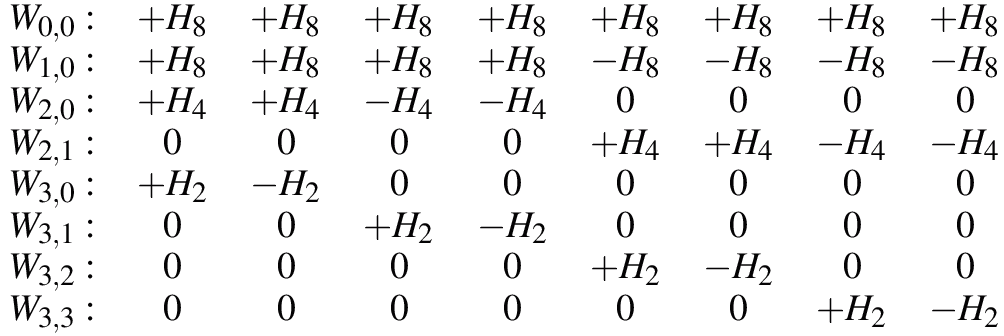 W0,0 : +H8 +H8 +H8 +H8 +H8 +H8 +H8 +H8
W1,0 : +H8 +H8 +H8 +H8 −H8 −H8 −H8 −H8
W2,0 : +H4 +H4 −H4 −H4 0 0 0 0
W2,1 : 0 0 0 0 +H4 +H4 −H4 −H4
W3,0 : +H2 −H2 0 0 0 0 0 0
W3,1 : 0 0 +H2 −H2 0 0 0 0
W3,2 : 0 0 0 0 +H2 −H2 0 0
W3,3 : 0 0 0 0 0 0 +H2 −H2